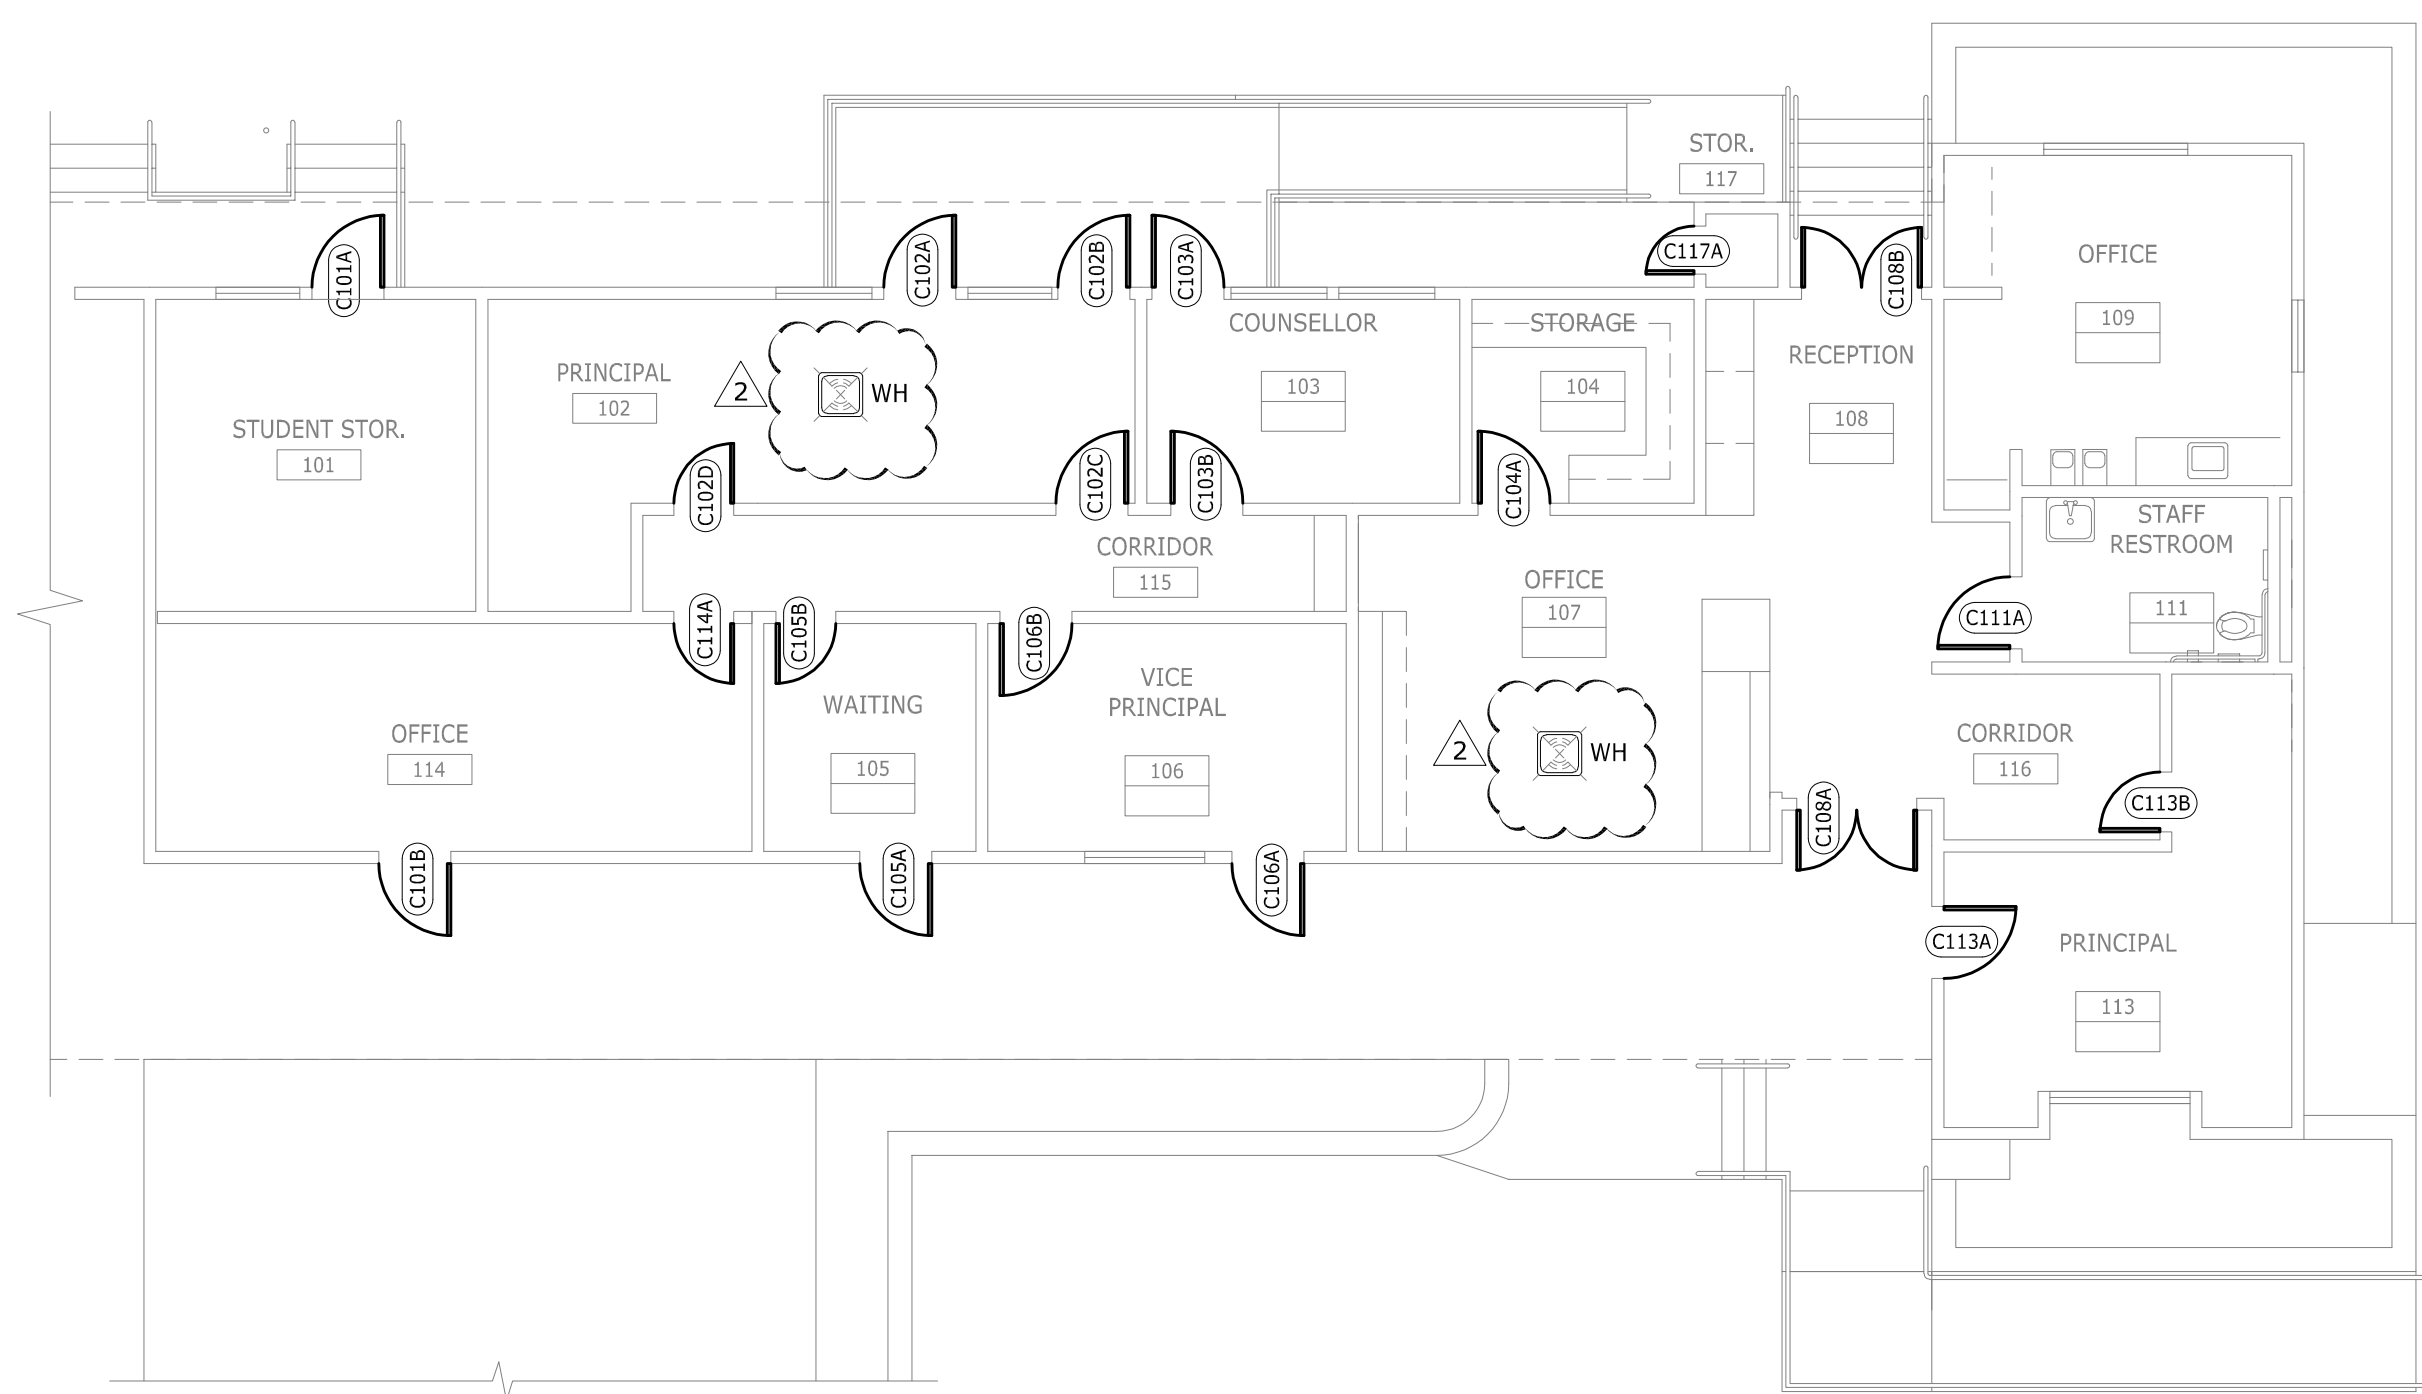 STOR.
117
C101A
C102A
C102B
C103A
C117A
C108B
OFFICE
109
COUNSELLOR
103
STORAGE
104
RECEPTION
108
PRINCIPAL
102
2
WH
STUDENT STOR.
101
C102D
C102C
C103B
C104A
STAFF
RESTROOM
111
CORRIDOR
115
OFFICE
107
C114A
C105B
C106B
C111A
VICE
PRINCIPAL
106
WAITING
105
OFFICE
114
2
WH
CORRIDOR
116
C108A
C113B
C101B
C105A
C106A
C113A
PRINCIPAL
113